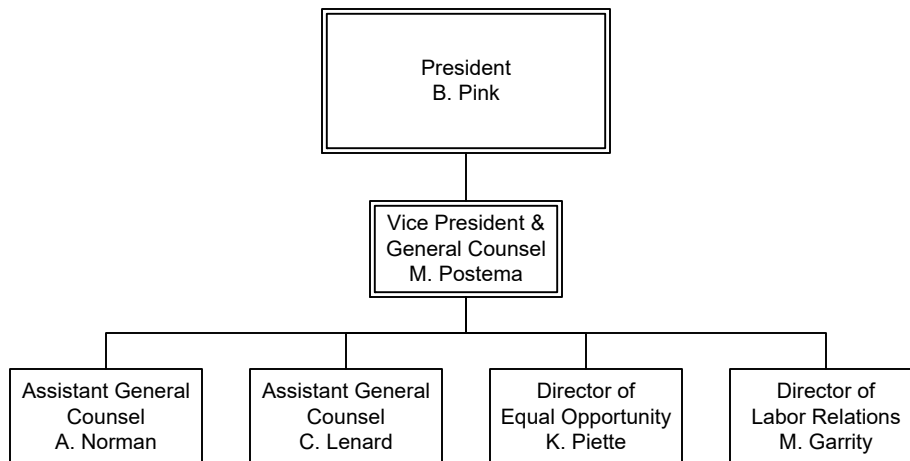 President
B. Pink
Vice President &
General Counsel
M. Postema
Assistant General
Counsel
A. Norman
Assistant General
Counsel
C. Lenard
Director of
Equal Opportunity
K. Piette
Director of
Labor Relations
M. Garrity